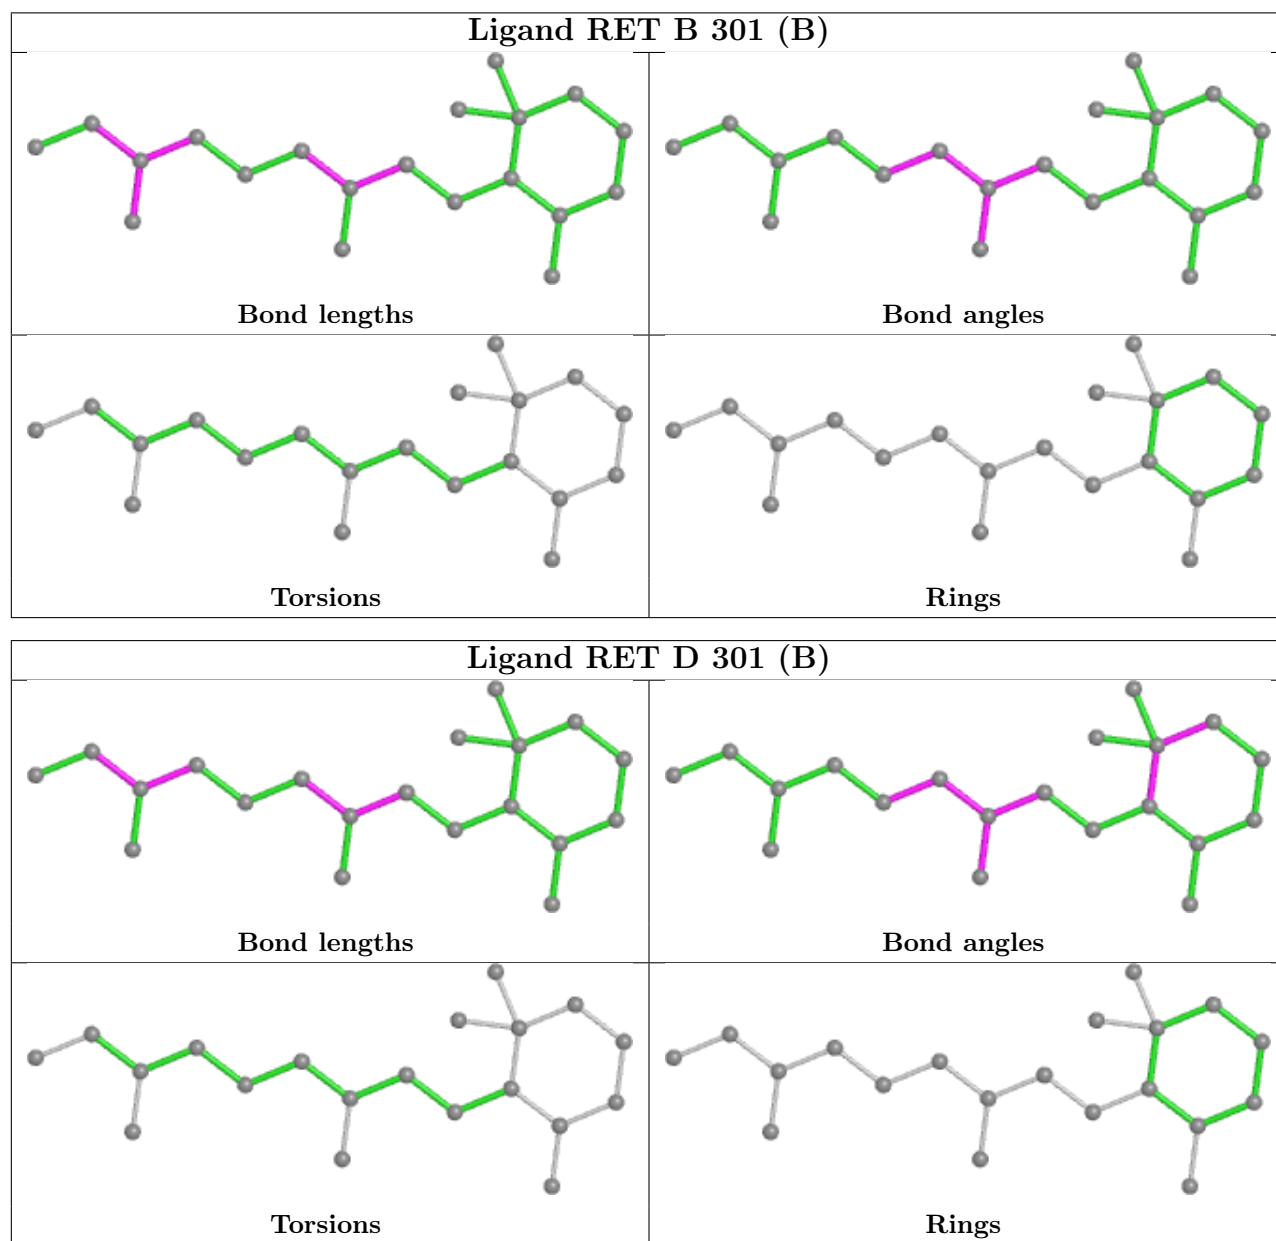 Ligand RET B 301 (B)
Bond lengths
Bond angles
Torsions
Rings
Ligand RET D 301 (B)
Bond lengths
Bond angles
Torsions
Rings